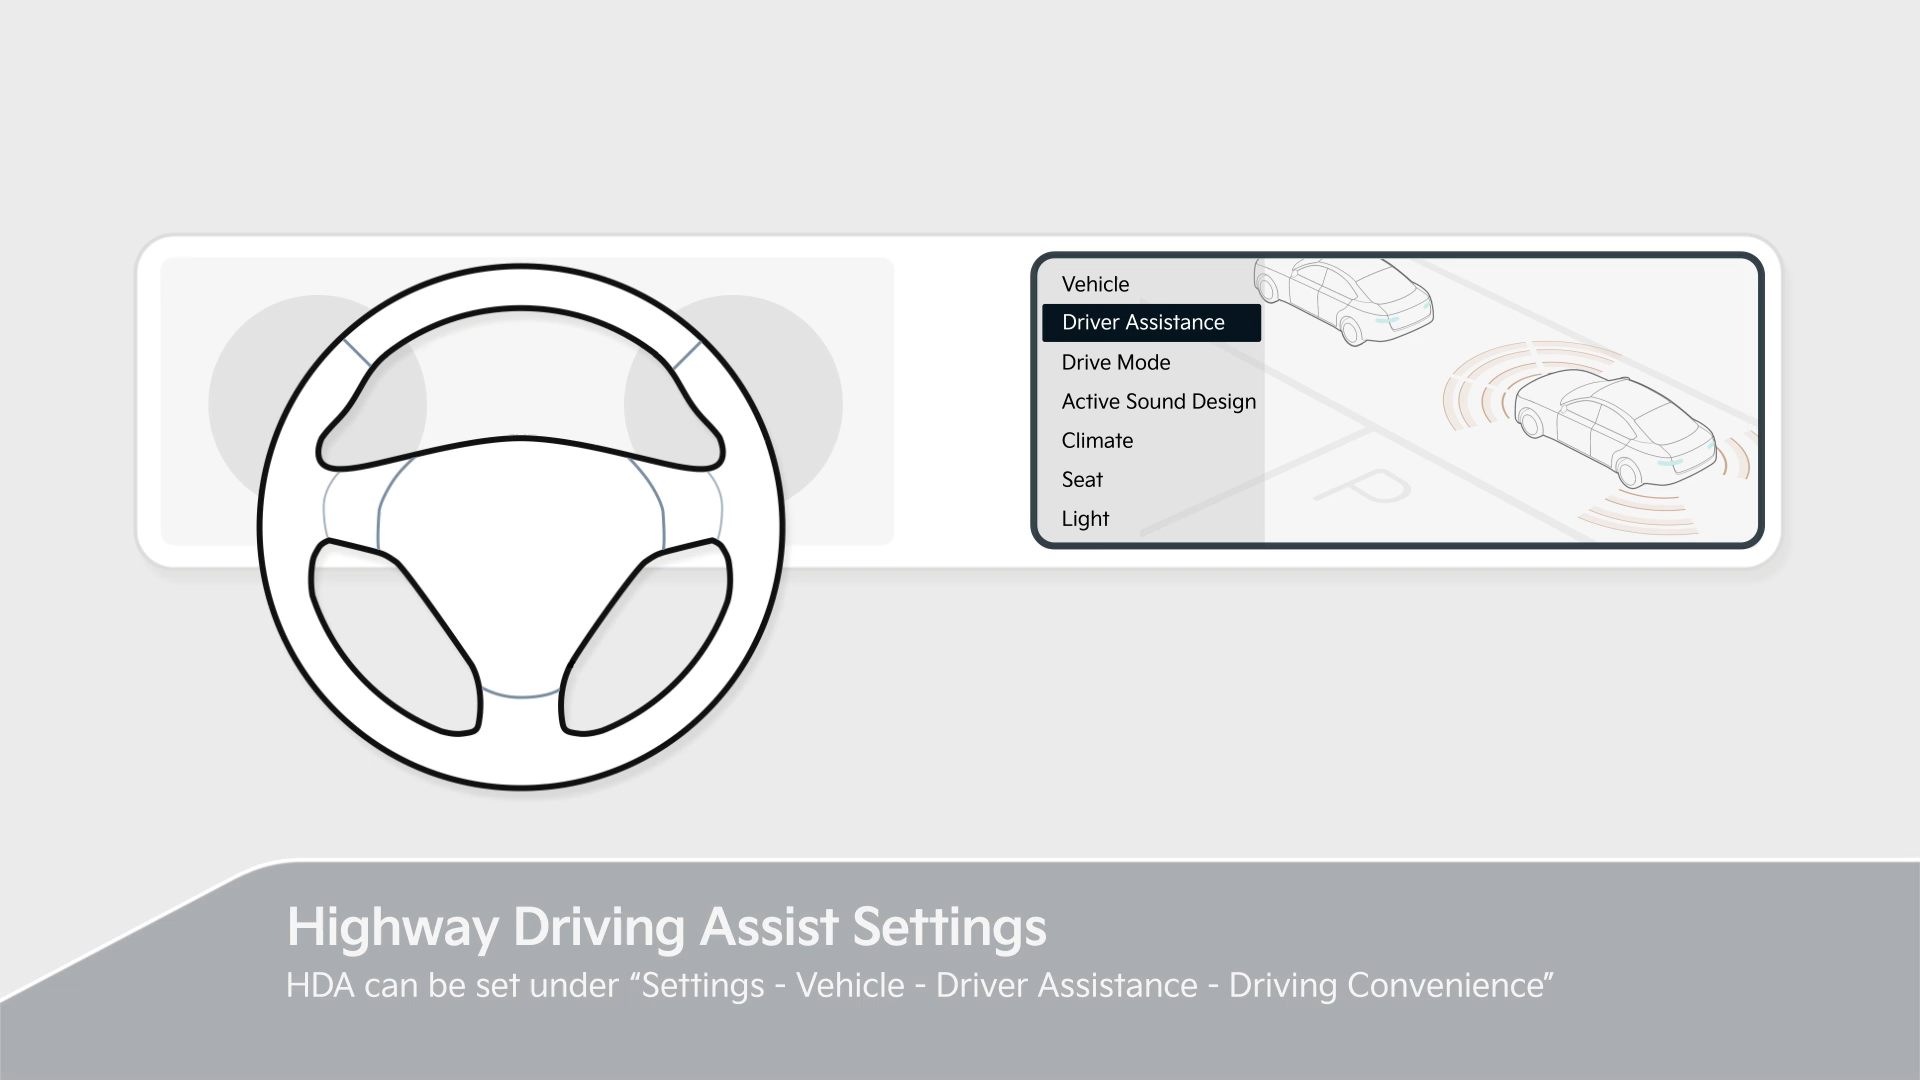 Vehicle
Driver Assistance
Drive Mode
Active Sound Design
Climate
Seat
Light
P
Highway Driving Assist Settings
HDA can be set under “Settings - Vehicle - Driver Assistance - Driving Convenience”